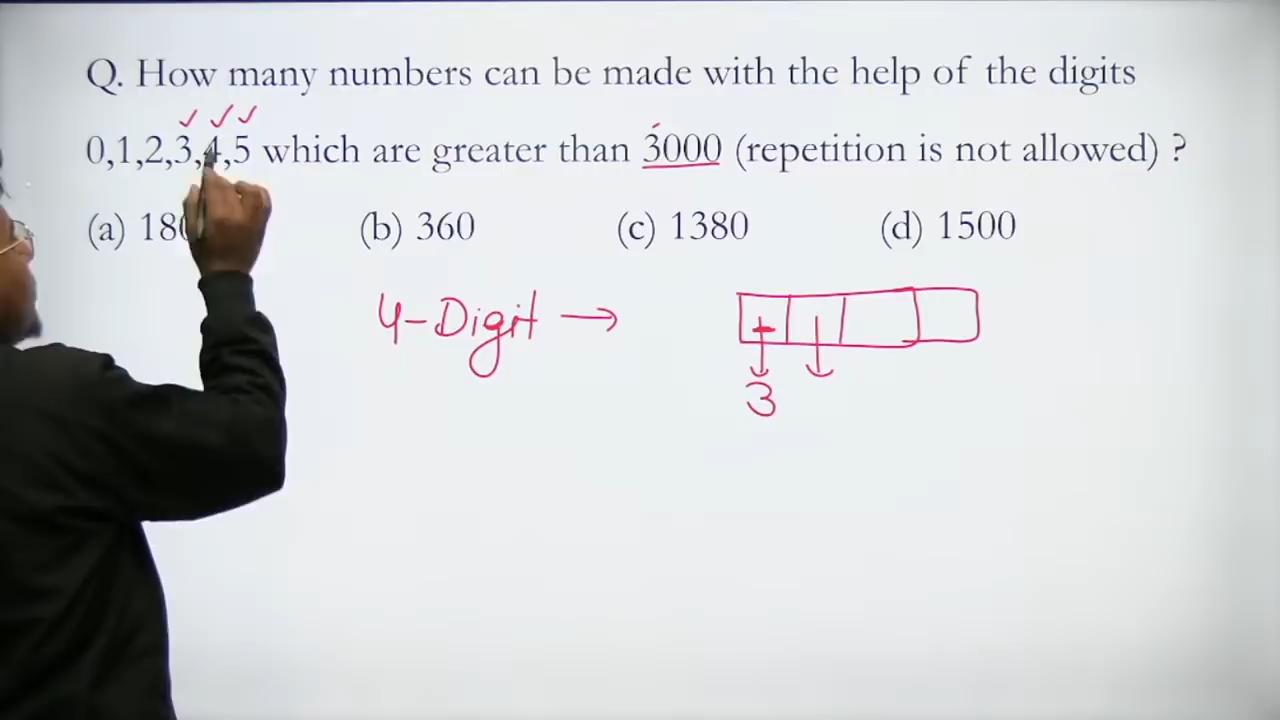 Q. How many numbers can be made with the help of the digits
0,1,2,3,4,5 which are greater than 3000 (repetition is not allowed) ?
(a) (b) 360 (c) 1380 (d) 1500
4-Digit →
3